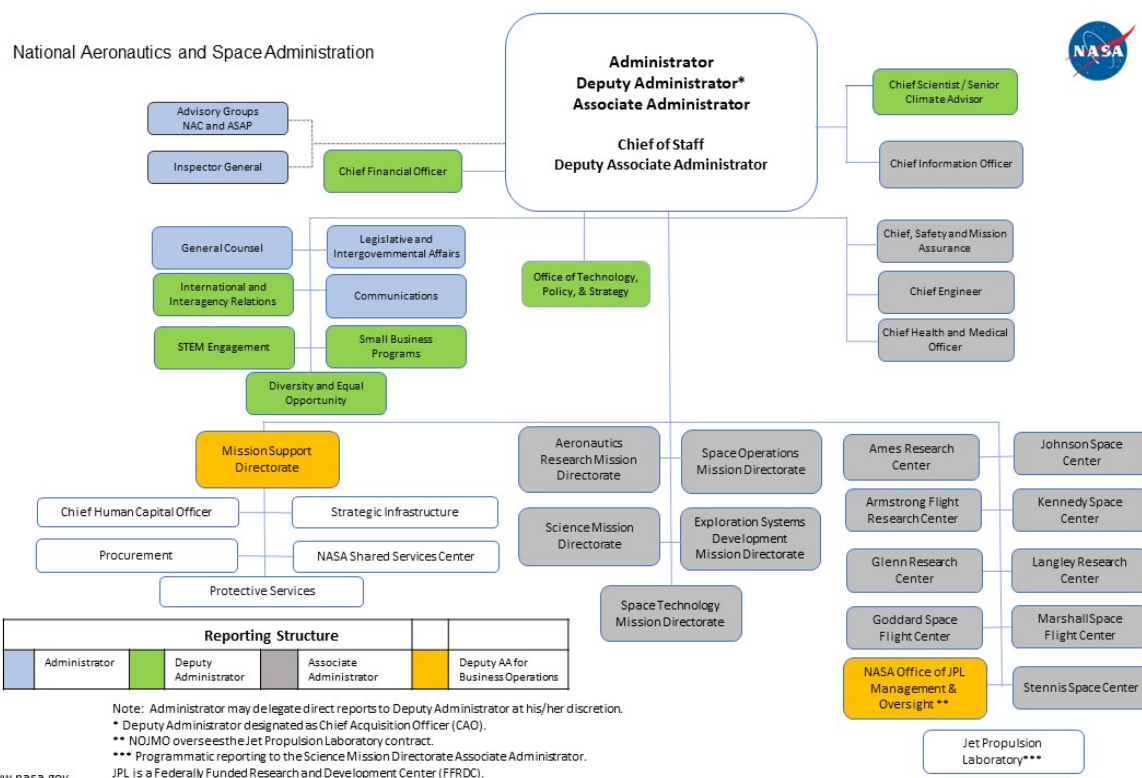 National Aeronautics and Space Administration
Administrator
Deputy Administrator*
Associate Administrator
Chief of Staff
Deputy Associate Administrator
NASA
Advisory Groups
NAC and ASAP
Inspector General
Chief Financial Officer
Chief Scientist / Senior
Climate Advisor
Chief Information Officer
General Counsel
Legislative and
Intergovernmental Affairs
International and
Interagency Relations
Communications
STEM Engagement
Small Business
Programs
Diversity and Equal
Opportunity
Office of Technology,
Policy, & Strategy
Chief, Safety and Mission
Assurance
Chief Engineer
Chief Health and Medical
Officer
Mission Support
Directorate
Chief Human Capital Officer
Strategic Infrastructure
Procurement
NASA Shared Services Center
Protective Services
Aeronautics
Research Mission
Directorate
Space Operations
Mission Directorate
Science Mission
Directorate
Exploration Systems
Development
Mission Directorate
Space Technology
Mission Directorate
Ames Research
Center
Johnson Space
Center
Armstrong Flight
Research Center
Kennedy Space
Center
Glenn Research
Center
Langley Research
Center
Goddard Space
Flight Center
Marshall Space
Flight Center
NASA Office of JPL
Management &
Oversight **
Stennis Space Center
Jet Propulsion
Laboratory***
Reporting Structure
Administrator
Deputy
Administrator
Associate
Administrator
Deputy AA for
Business Operations
Note: Administrator may delegate direct reports to Deputy Administrator at his/her discretion.
* Deputy Administrator designated as Chief Acquisition Officer (CAO).
** NOJMO oversees the Jet Propulsion Laboratory contract.
*** Programmatic reporting to the Science Mission Directorate Associate Administrator.
JPL is a Federally Funded Research and Development Center (FFRDC).